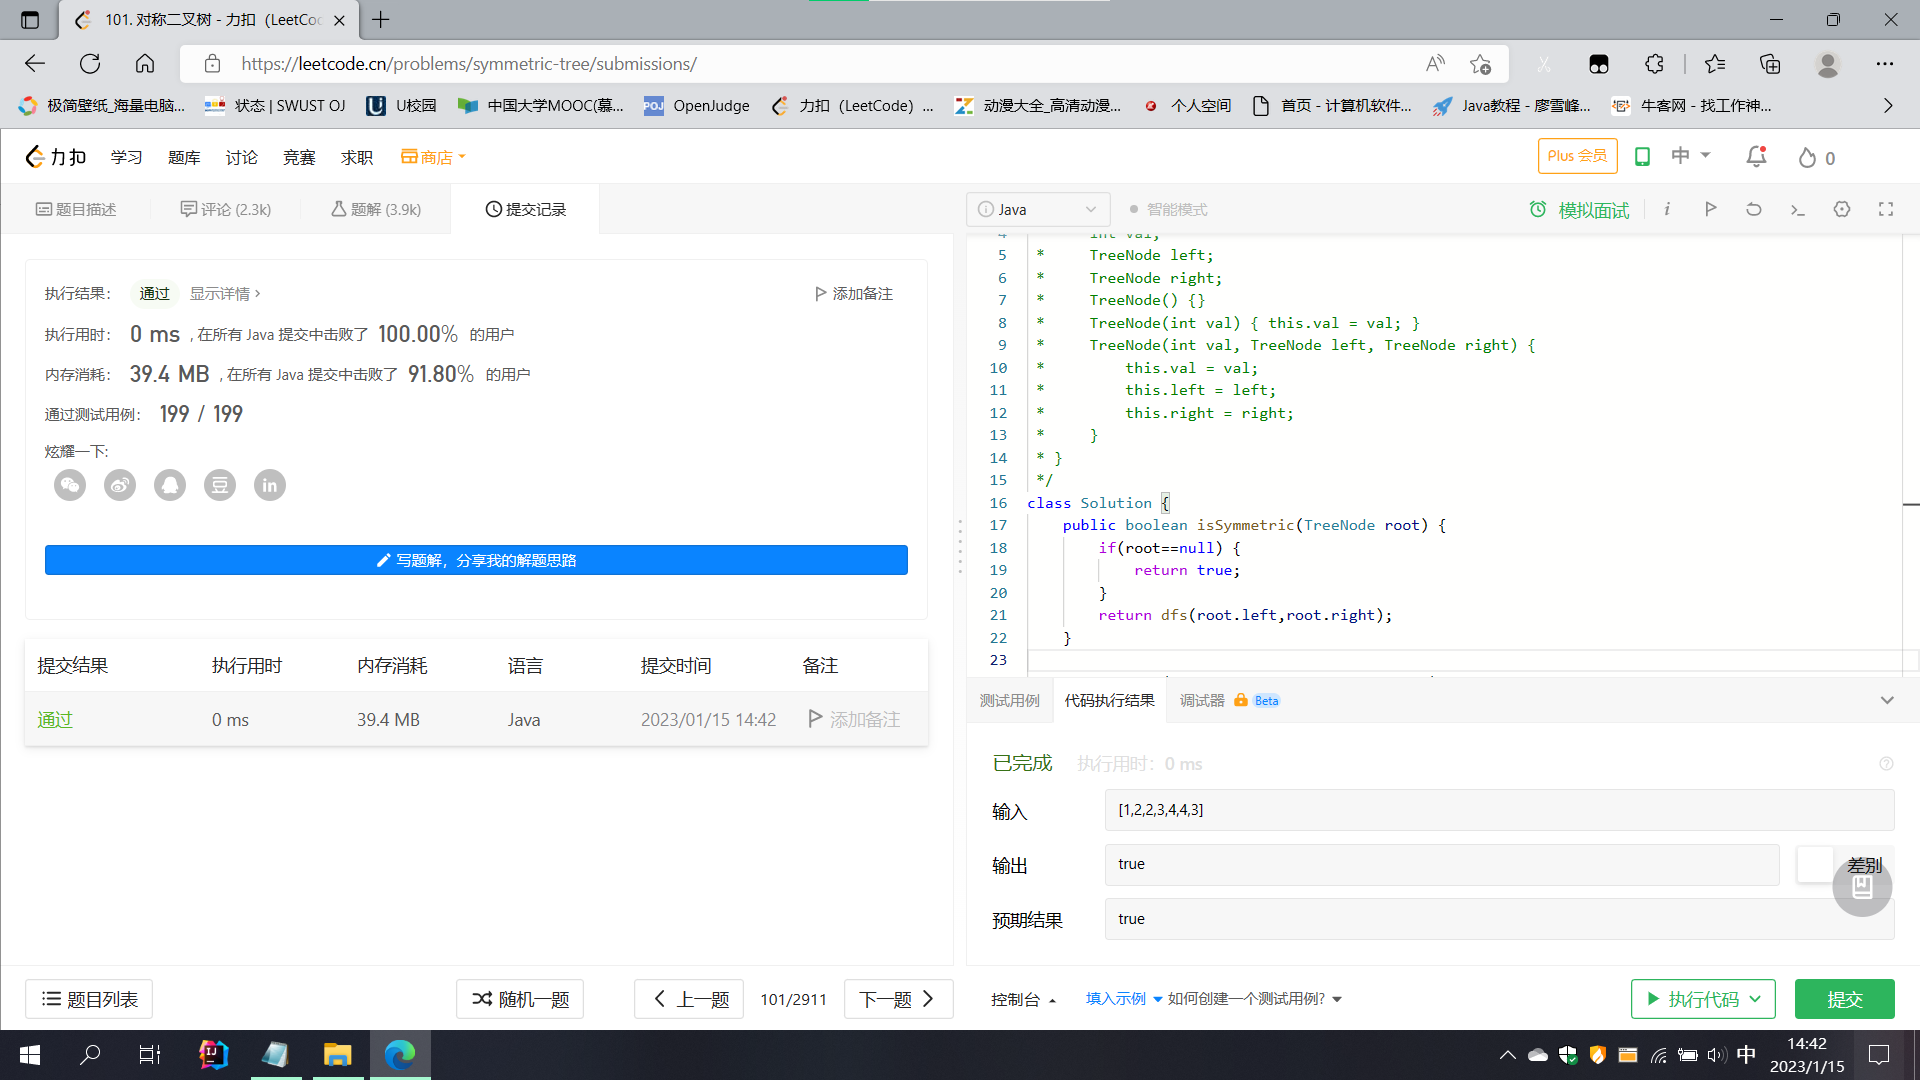 101. 对称二叉树 - 力扣（LeetCo
https://leetcode.cn/problems/symmetric-tree/submissions/
极简壁纸_海量电脑...
状态 | SWUST OJ
U校园
中国大学MOOC(慕...
POJ
OpenJudge
力扣（LeetCode）...
动漫大全_高清动漫...
个人空间
首页 - 计算机软件...
Java教程 - 廖雪峰...
牛客网 - 找工作神...
力扣
学习
题库
讨论
竞赛
求职
商店
Plus 会员
中
0
题目描述
评论 (2.3k)
题解 (3.9k)
提交记录
Java
智能模式
模拟面试
执行结果：
通过
显示详情 ›
添加备注
执行用时：
0 ms , 在所有 Java 提交中击败了 100.00% 的用户
内存消耗：
39.4 MB , 在所有 Java 提交中击败了 91.80% 的用户
通过测试用例：
199 / 199
炫耀一下:
写题解，分享我的解题思路
提交结果 执行用时 内存消耗 语言 提交时间 备注
通过 0 ms 39.4 MB Java 2023/01/15 14:42 添加备注
4 int val;
5 * TreeNode left;
6 * TreeNode right;
7 * TreeNode() {}
8 * TreeNode(int val) { this.val = val; }
9 * TreeNode(int val, TreeNode left, TreeNode right) {
10 * this.val = val;
11 * this.left = left;
12 * this.right = right;
13 * }
14 * }
15 */
16 class Solution {
17 public boolean isSymmetric(TreeNode root) {
18 if(root==null) {
19 return true;
20 }
21 return dfs(root.left,root.right);
22 }
23
测试用例
代码执行结果
调试器
Beta
已完成
执行用时：0 ms
输入
[1,2,2,3,4,4,3]
输出
true
差别
预期结果
true
题目列表
随机一题
上一题
101/2911
下一题
控制台
填入示例
如何创建一个测试用例?
执行代码
提交
中
14:42
2023/1/15